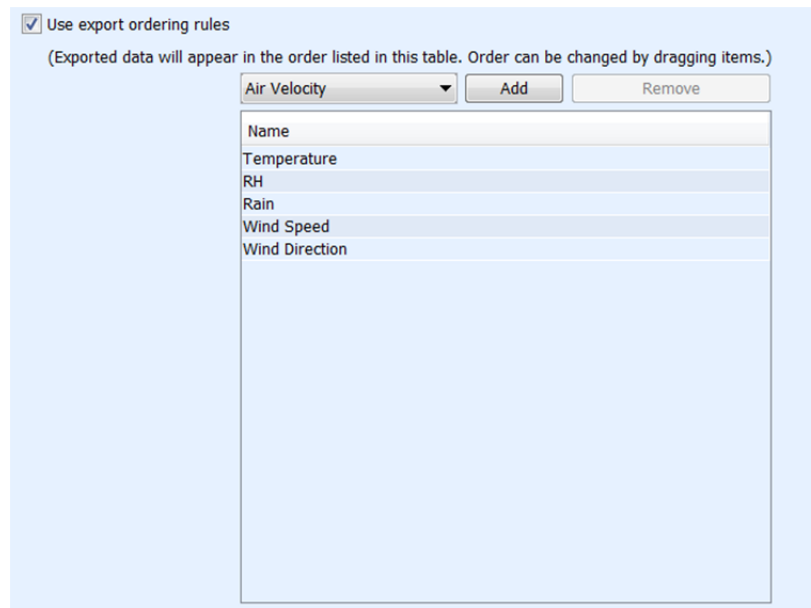 Use export ordering rules
(Exported data will appear in the order listed in this table. Order can be changed by dragging items.)
Air Velocity Add Remove
Name
Temperature
RH
Rain
Wind Speed
Wind Direction